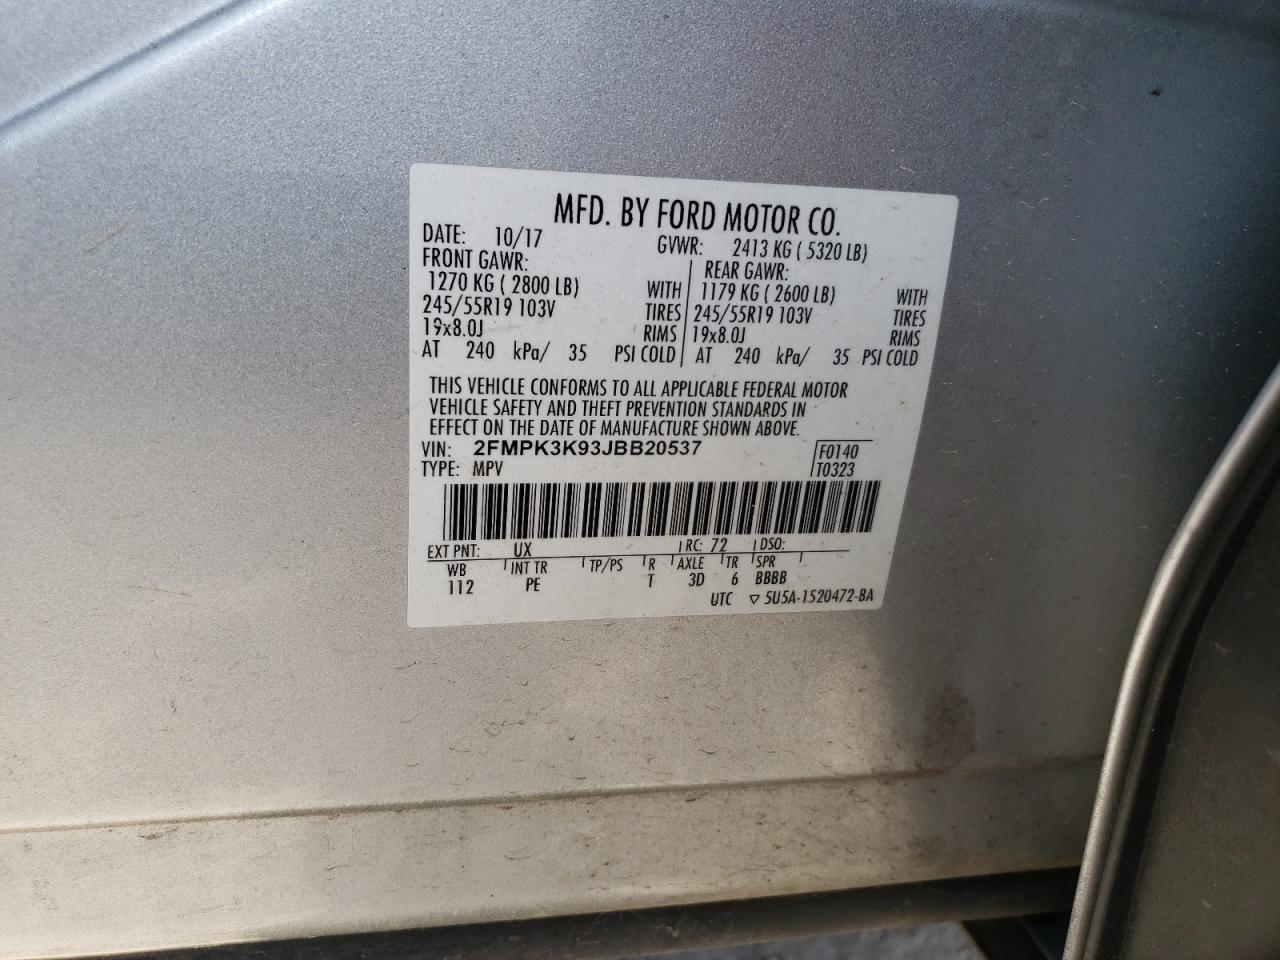 MFD. BY FORD MOTOR CO.
DATE: 10/17 GVWR: 2413 KG ( 5320 LB)
FRONT GAWR: REAR GAWR:
1270 KG ( 2800 LB) WITH 1179 KG ( 2600 LB) WITH
245/55R19 103V TIRES 245/55R19 103V TIRES
19x8.0J RIMS 19x8.0J RIMS
AT 240 kPa/ 35 PSI COLD AT 240 kPa/ 35 PSI COLD
THIS VEHICLE CONFORMS TO ALL APPLICABLE FEDERAL MOTOR
VEHICLE SAFETY AND THEFT PREVENTION STANDARDS IN
EFFECT ON THE DATE OF MANUFACTURE SHOWN ABOVE.
VIN: 2FMPK3K93JBB20537 F0140
TYPE: MPV T0323
EXT PNT: UX RC: 72 DSO:
WB INT TR TP/PS R AXLE TR SPR
112 PE T 3D 6 BBBB
UTC ▽ 5U5A-1520472-BA